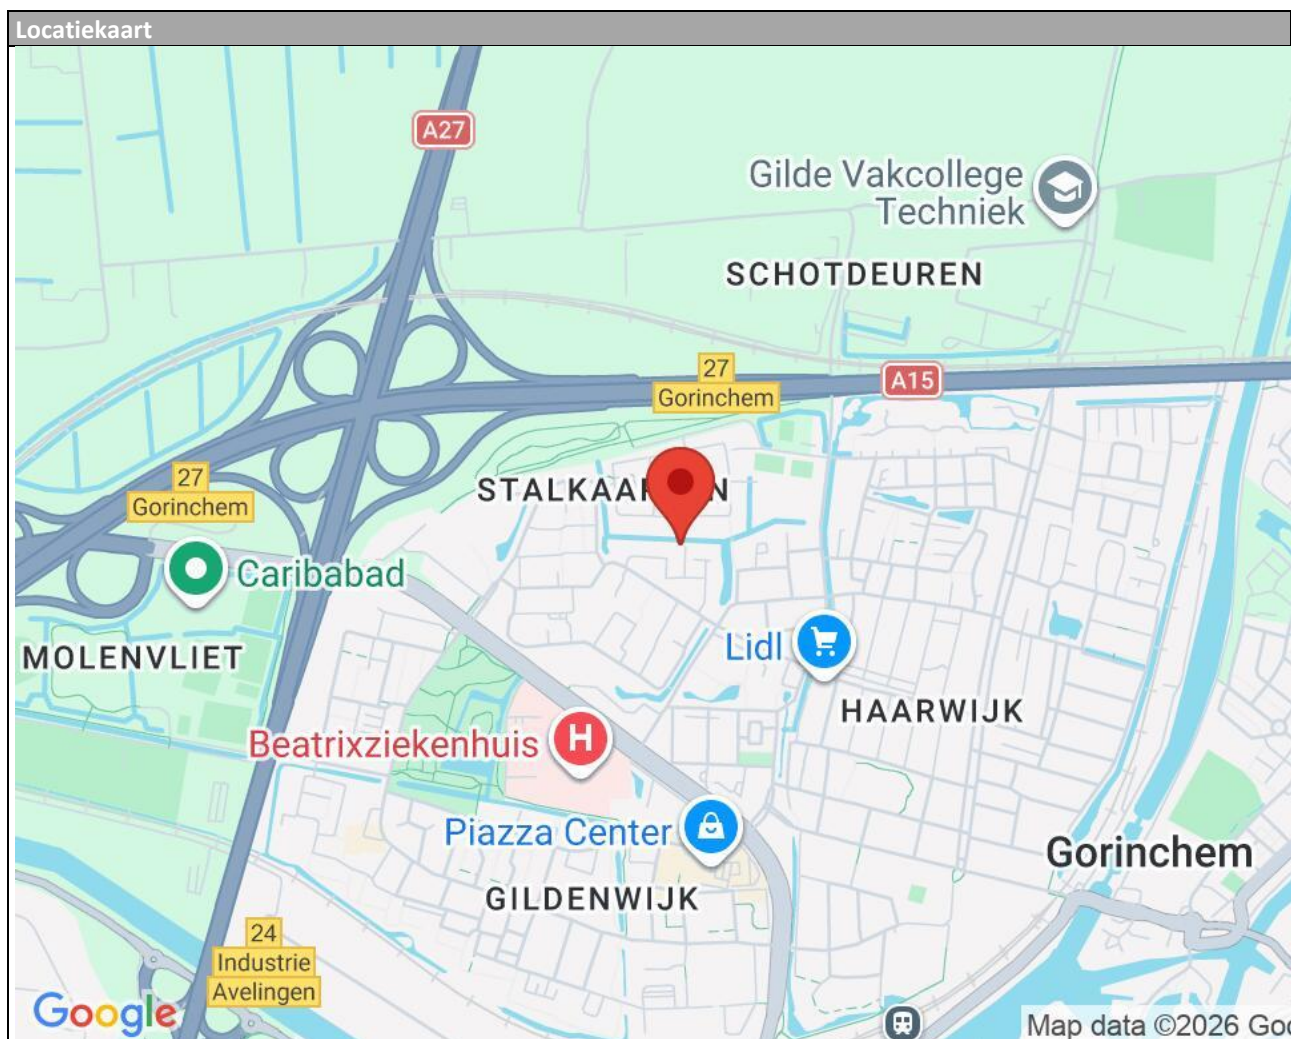 Locatiekaart
A27
Gilde Vakcollege
Techniek
SCHOTDEUREN
27
Gorinchem
A15
27
Gorinchem
Caribabad
MOLENVLIET
Lidl
HAARWIJK
Beatrixziekenhuis
Piazza Center
Gorinchem
GILDENWIJK
24
Industrie
Avelingen
Google
Map data ©2026